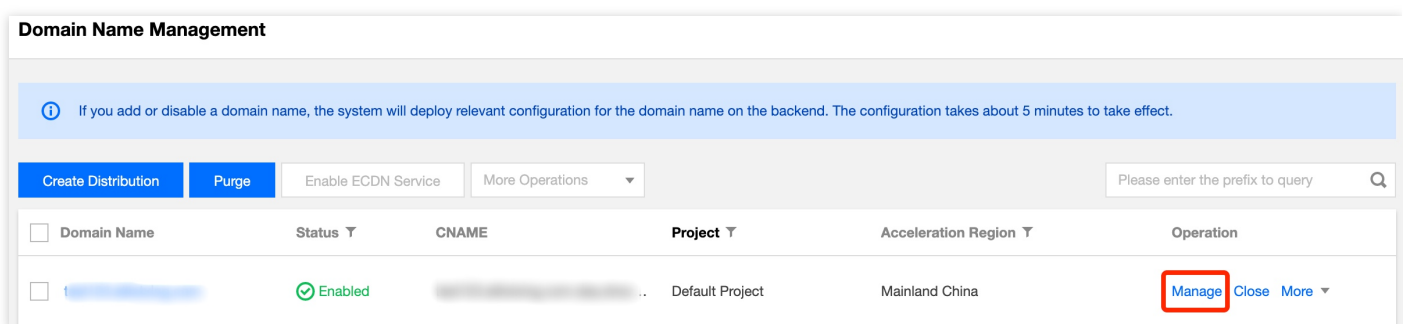 Domain Name Management
If you add or disable a domain name, the system will deploy relevant configuration for the domain name on the backend. The configuration takes about 5 minutes to take effect.
Create Distribution Purge Enable ECDN Service More Operations Please enter the prefix to query
Domain Name Status CNAME Project Acceleration Region Operation
Enabled Default Project Mainland China Manage Close More